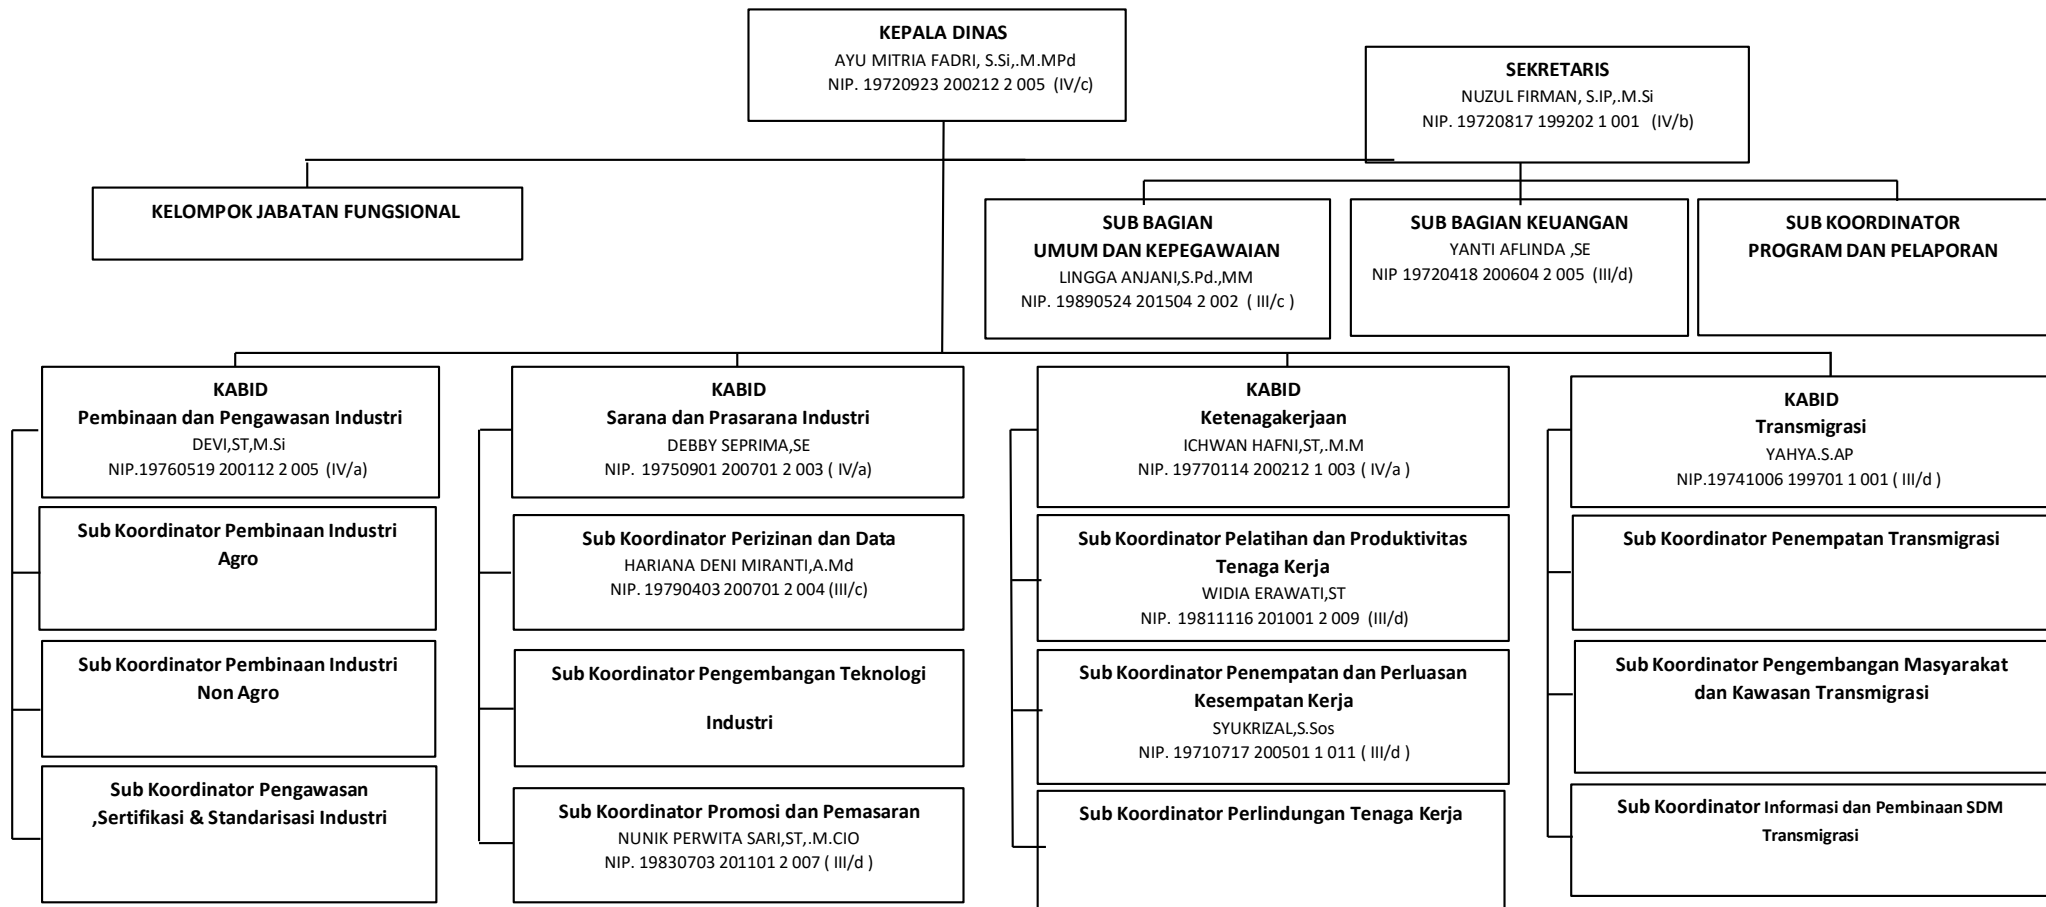 KEPALA DINAS
AYU MITRIA FADRI, S.Si,.M.MPd
NIP. 19720923 200212 2 005 (IV/c)
SEKRETARIS
NUZUL FIRMAN, S.IP,.M.Si
NIP. 19720817 199202 1 001 (IV/b)
KELOMPOK JABATAN FUNGSIONAL
SUB BAGIAN
UMUM DAN KEPEGAWAIAN
LINGGA ANJANI,S.Pd.,MM
NIP. 19890524 201504 2 002 ( III/c )
SUB BAGIAN KEUANGAN
YANTI AFLINDA ,SE
NIP 19720418 200604 2 005 (III/d)
SUB KOORDINATOR
PROGRAM DAN PELAPORAN
KABID
Pembinaan dan Pengawasan Industri
DEVI,ST,M.Si
NIP.19760519 200112 2 005 (IV/a)
Sub Koordinator Pembinaan Industri
Agro
Sub Koordinator Pembinaan Industri
Non Agro
Sub Koordinator Pengawasan
,Sertifikasi & Standarisasi Industri
KABID
Sarana dan Prasarana Industri
DEBBY SEPRIMA,SE
NIP. 19750901 200701 2 003 ( IV/a)
Sub Koordinator Perizinan dan Data
HARIANA DENI MIRANTI,A.Md
NIP. 19790403 200701 2 004 (III/c)
Sub Koordinator Pengembangan Teknologi
Industri
Sub Koordinator Promosi dan Pemasaran
NUNIK PERWITA SARI,ST,.M.CIO
NIP. 19830703 201101 2 007 ( III/d )
KABID
Ketenagakerjaan
ICHWAN HAFNI,ST,.M.M
NIP. 19770114 200212 1 003 ( IV/a )
Sub Koordinator Pelatihan dan Produktivitas
Tenaga Kerja
WIDIA ERAWATI,ST
NIP. 19811116 201001 2 009 (III/d)
Sub Koordinator Penempatan dan Perluasan
Kesempatan Kerja
SYUKRIZAL,S.Sos
NIP. 19710717 200501 1 011 ( III/d )
Sub Koordinator Perlindungan Tenaga Kerja
KABID
Transmigrasi
YAHYA.S.AP
NIP.19741006 199701 1 001 ( III/d )
Sub Koordinator Penempatan Transmigrasi
Sub Koordinator Pengembangan Masyarakat
dan Kawasan Transmigrasi
Sub Koordinator Informasi dan Pembinaan SDM
Transmigrasi